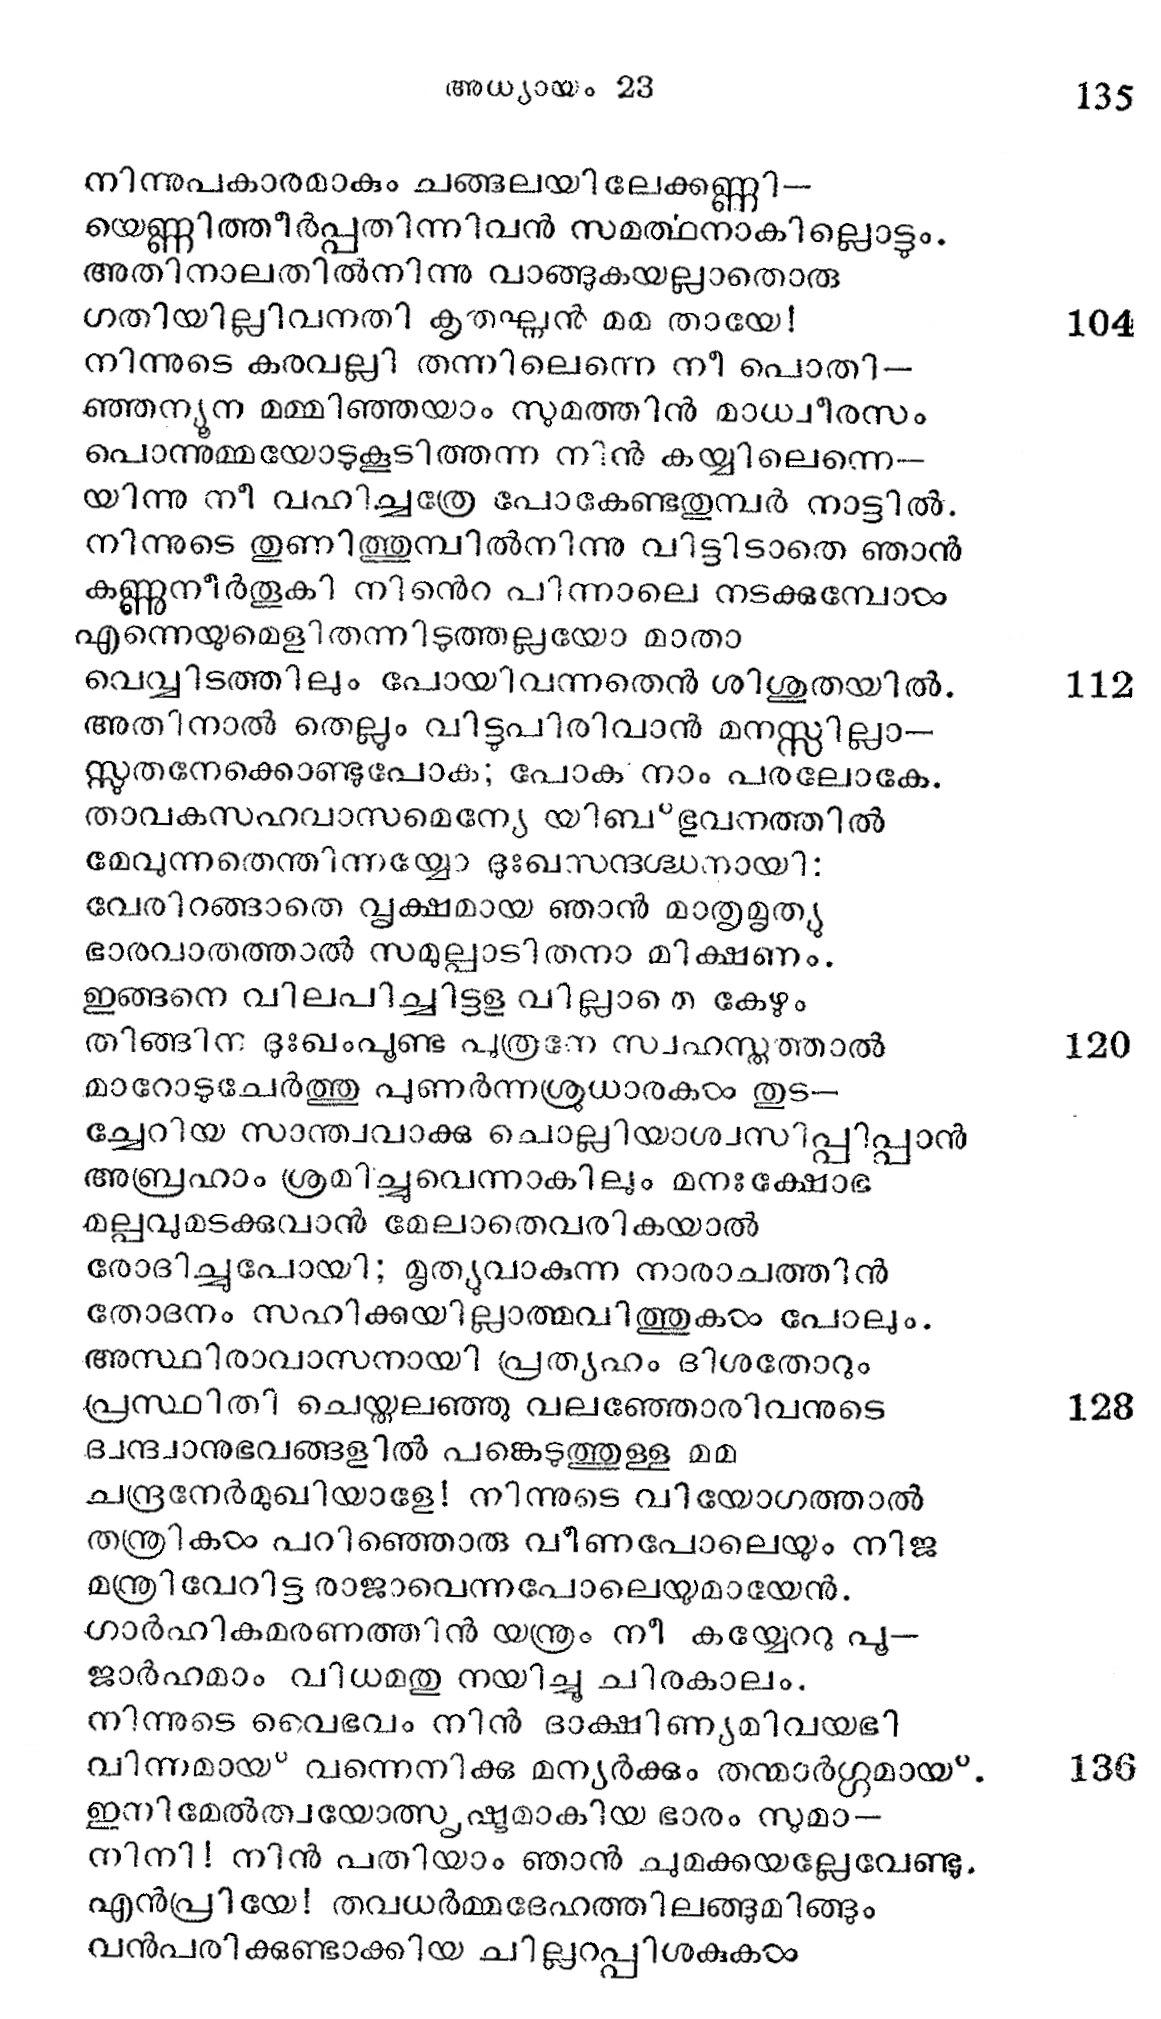 അധ്യായം 23
135
നിന്നുപകാരമാകും ചങ്ങലയിലേക്കണ്ണി—
യെണ്ണിത്തീർപ്പതിന്നിവൻ സമർത്ഥനാകില്ലൊട്ടും.
അതിനാലതിൽനിന്നു വാങ്ങുകയല്ലാതൊരു
ഗതിയില്ലിവനതി കൃതഘ്നൻ മമ തായേ!
104
നിന്നുടെ കരവല്ലി തന്നിലെന്നെ നീ പൊതി—
ഞ്ഞന്യൂന മമ്മിഞ്ഞയാം സുമത്തിൻ മാധ്വീരസം
പൊന്നുമ്മയോടുകൂടിത്തന്ന നിൻ കയ്യിലെന്നെ—
യിന്നു നീ വഹിച്ചത്രേ പോകേണ്ടതുമ്പർ നാട്ടിൽ.
നിന്നുടെ തുണിത്തുമ്പിൽനിന്നു വിട്ടിടാതെ ഞാൻ
കണ്ണുനീർതൂകി നിൻെറ പിന്നാലെ നടക്കുമ്പോൾ
എന്നെയുമെളിതന്നിടുത്തല്ലയോ മാതാ
വെവ്വിടത്തിലും പോയിവന്നതെൻ ശിശുതയിൽ.
112
അതിനാൽ തെല്ലും വിട്ടുപിരിവാൻ മനസ്സില്ലാ—
സ്സുതനേക്കൊണ്ടുപോക; പോക നാം പരലോകേ.
താവകസഹവാസമെന്യേ യിബ്ഭുവനത്തിൽ
മേവുന്നതെന്തിന്നയ്യോ ദുഃഖസന്ദഗ്ദ്ധനായി:
വേരിറങ്ങാതെ വൃക്ഷമായ ഞാൻ മാതൃമൃത്യു
ഭാരവാതത്താൽ സമുല്പാടിതനാ മിക്ഷണം.
ഇങ്ങനെ വിലപിച്ചിട്ടള വില്ലാതെ കേഴും
തിങ്ങിന ദുഃഖംപൂണ്ട പുത്രനേ സ്വഹസ്തത്താൽ
120
മാറോടുചേർത്തു പുണർന്നശ്രുധാരകൾ തുട—
ച്ചേറിയ സാന്ത്വവാക്കു ചൊല്ലിയാശ്വസിപ്പിപ്പാൻ
അബ്രഹാം ശ്രമിച്ചുവെന്നാകിലും മനഃക്ഷോഭ
മല്പവുമടക്കുവാൻ മേലാതെവരികയാൽ
രോദിച്ചുപോയി; മൃത്യുവാകുന്ന നാരാചത്തിൻ
തോദനം സഹിക്കയില്ലാത്മവിത്തുകൾ പോലും.
അസ്ഥിരാവാസനായി പ്രത്യഹം ദിശതോറും
പ്രസ്ഥിതി ചെയ്തലഞ്ഞു വലഞ്ഞോരിവനുടെ
128
ദ്വന്ദ്വാനുഭവങ്ങളിൽ പങ്കെടുത്തുള്ള മമ
ചന്ദ്രനേർമുഖിയാളേ! നിന്നുടെ വിയോഗത്താൽ
തന്ത്രികൾ പറിഞ്ഞൊരു വീണപോലെയും നിജ
മന്ത്രിവേറിട്ട രാജാവെന്നപോലെയുമായേൻ.
ഗാർഹികമരണത്തിൻ യന്ത്രം നീ കയ്യേററു പൂ—
ജാർഹമാം വിധമതു നയിച്ചൂ ചിരകാലം.
നിന്നുടെ വൈഭവം നിൻ ദാക്ഷിണ്യമിവയഭി
വിന്നമായ് വന്നെനിക്കു മന്യർക്കും തന്മാർഗ്ഗമായ്.
136
ഇനിമേൽത്വയോത്സൃഷ്ടമാകിയ ഭാരം സുമാ—
നിനി! നിൻ പതിയാം ഞാൻ ചുമക്കയല്ലേവേണ്ടു.
എൻപ്രിയേ! തവധർമ്മദേഹത്തിലങ്ങുമിങ്ങും
വൻപരിക്കുണ്ടാക്കിയ ചില്ലറപ്പിശകുകൾ